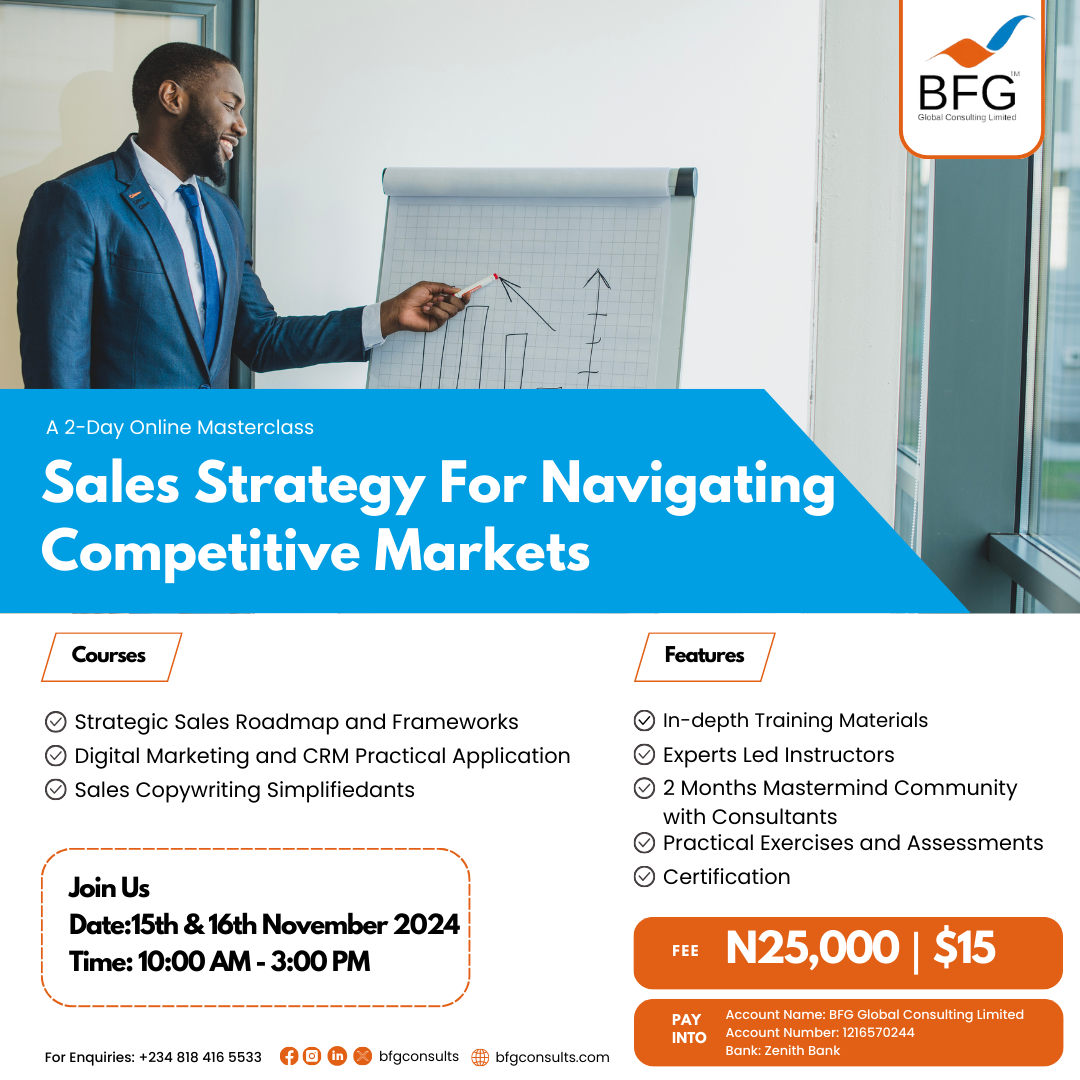 BFG
TM
Global Consulting Limited
A 2-Day Online Masterclass
Sales Strategy For Navigating
Competitive Markets
Courses
Strategic Sales Roadmap and Frameworks
Digital Marketing and CRM Practical Application
Sales Copywriting Simplifiedants
Features
In-depth Training Materials
Experts Led Instructors
2 Months Mastermind Community
with Consultants
Practical Exercises and Assessments
Certification
Join Us
Date:15th & 16th November 2024
Time: 10:00 AM - 3:00 PM
FEE N25,000 | $15
PAY
INTO
Account Name: BFG Global Consulting Limited
Account Number: 1216570244
Bank: Zenith Bank
For Enquiries: +234 818 416 5533 bfgconsults bfgconsults.com